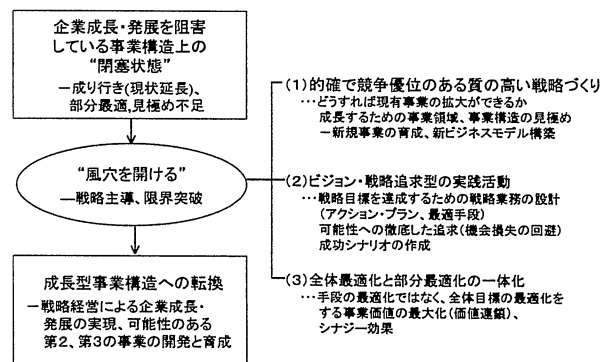 企業成長・発展を阻害
している事業構造上の
“閉塞状態”
―成り行き(現状延長)、
部分最適,見極め不足
“風穴を開ける”
―戦略主導、限界突破
成長型事業構造への転換
―戦略経営による企業成長・
発展の実現、可能性のある
第2、第3の事業の開発と育成
(1)的確で競争優位のある質の高い戦略づくり
…どうすれば現有事業の拡大ができるか
成長するための事業領域、事業構造の見極め
―新規事業の育成、新ビジネスモデル構築
(2)ビジョン・戦略追求型の実践活動
…戦略目標を達成するための戦略業務の設計
(アクション・プラン、最適手段)
可能性への徹底した追求(機会損失の回避)
成功シナリオの作成
(3)全体最適化と部分最適化の一体化
…手段の最適化ではなく、全体目標の最適化を
する事業価値の最大化(価値連鎖)、
シナジー効果